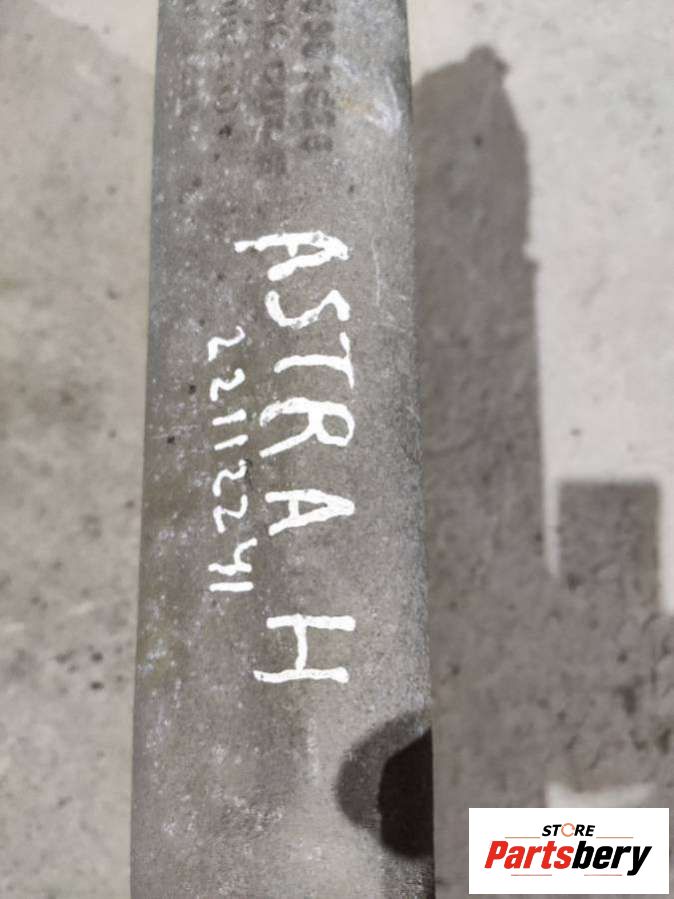 ASTRA H
22112241
STORE
Partsbery